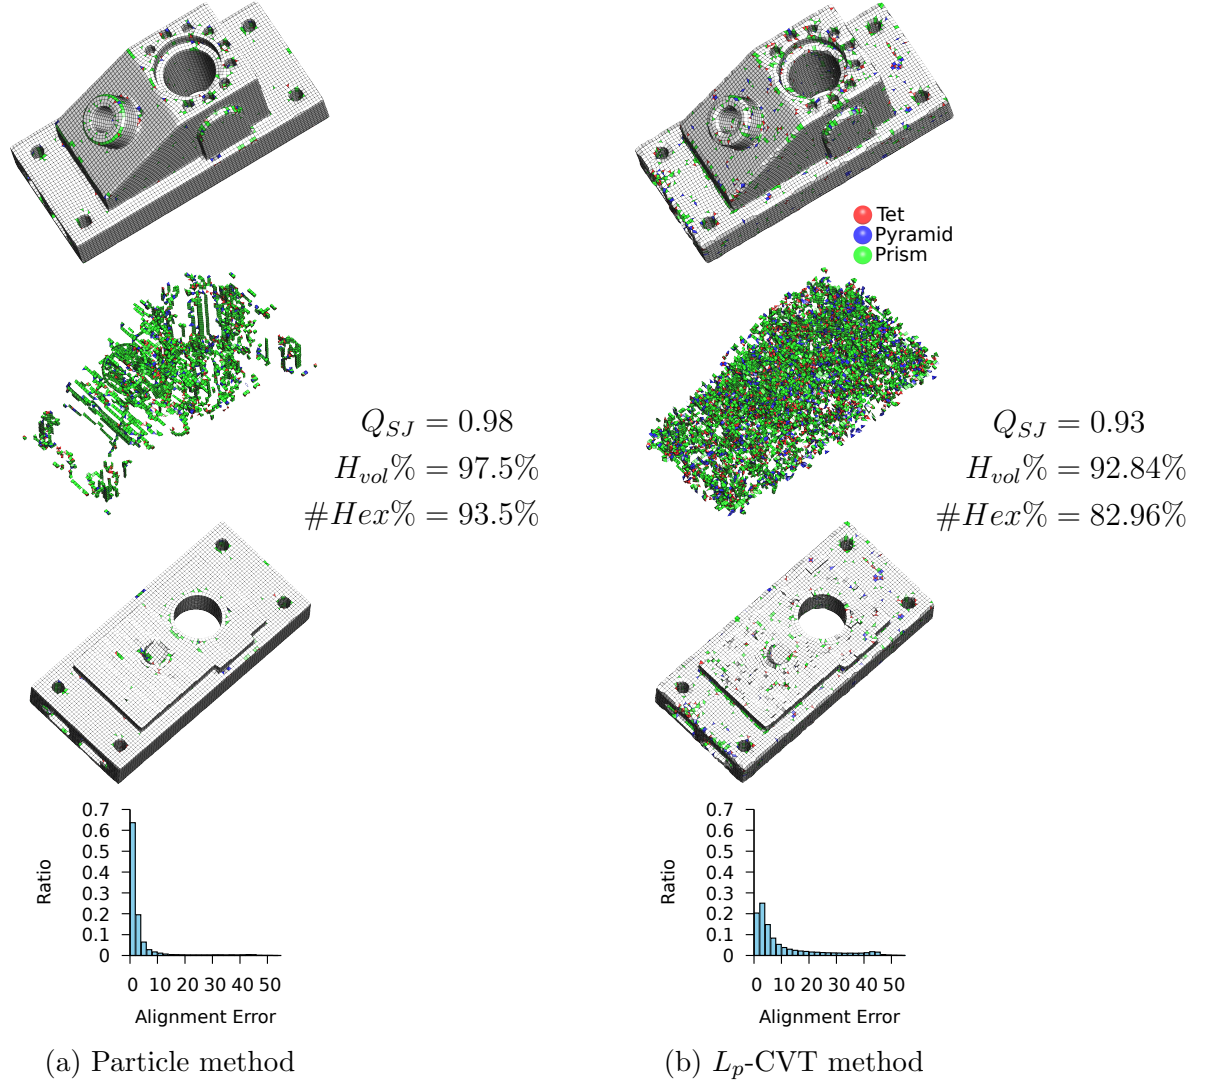 Tet
Pyramid
Prism
Q_{SJ} = 0.98
H_{vol}% = 97.5%
#Hex% = 93.5%
Q_{SJ} = 0.93
H_{vol}% = 92.84%
#Hex% = 82.96%
0.7
0.6
0.5
0.4
0.3
0.2
0.1
0
Ratio
0 10 20 30 40 50
Alignment Error
(a) Particle method
0.7
0.6
0.5
0.4
0.3
0.2
0.1
0
Ratio
0 10 20 30 40 50
Alignment Error
(b) L_p-CVT method